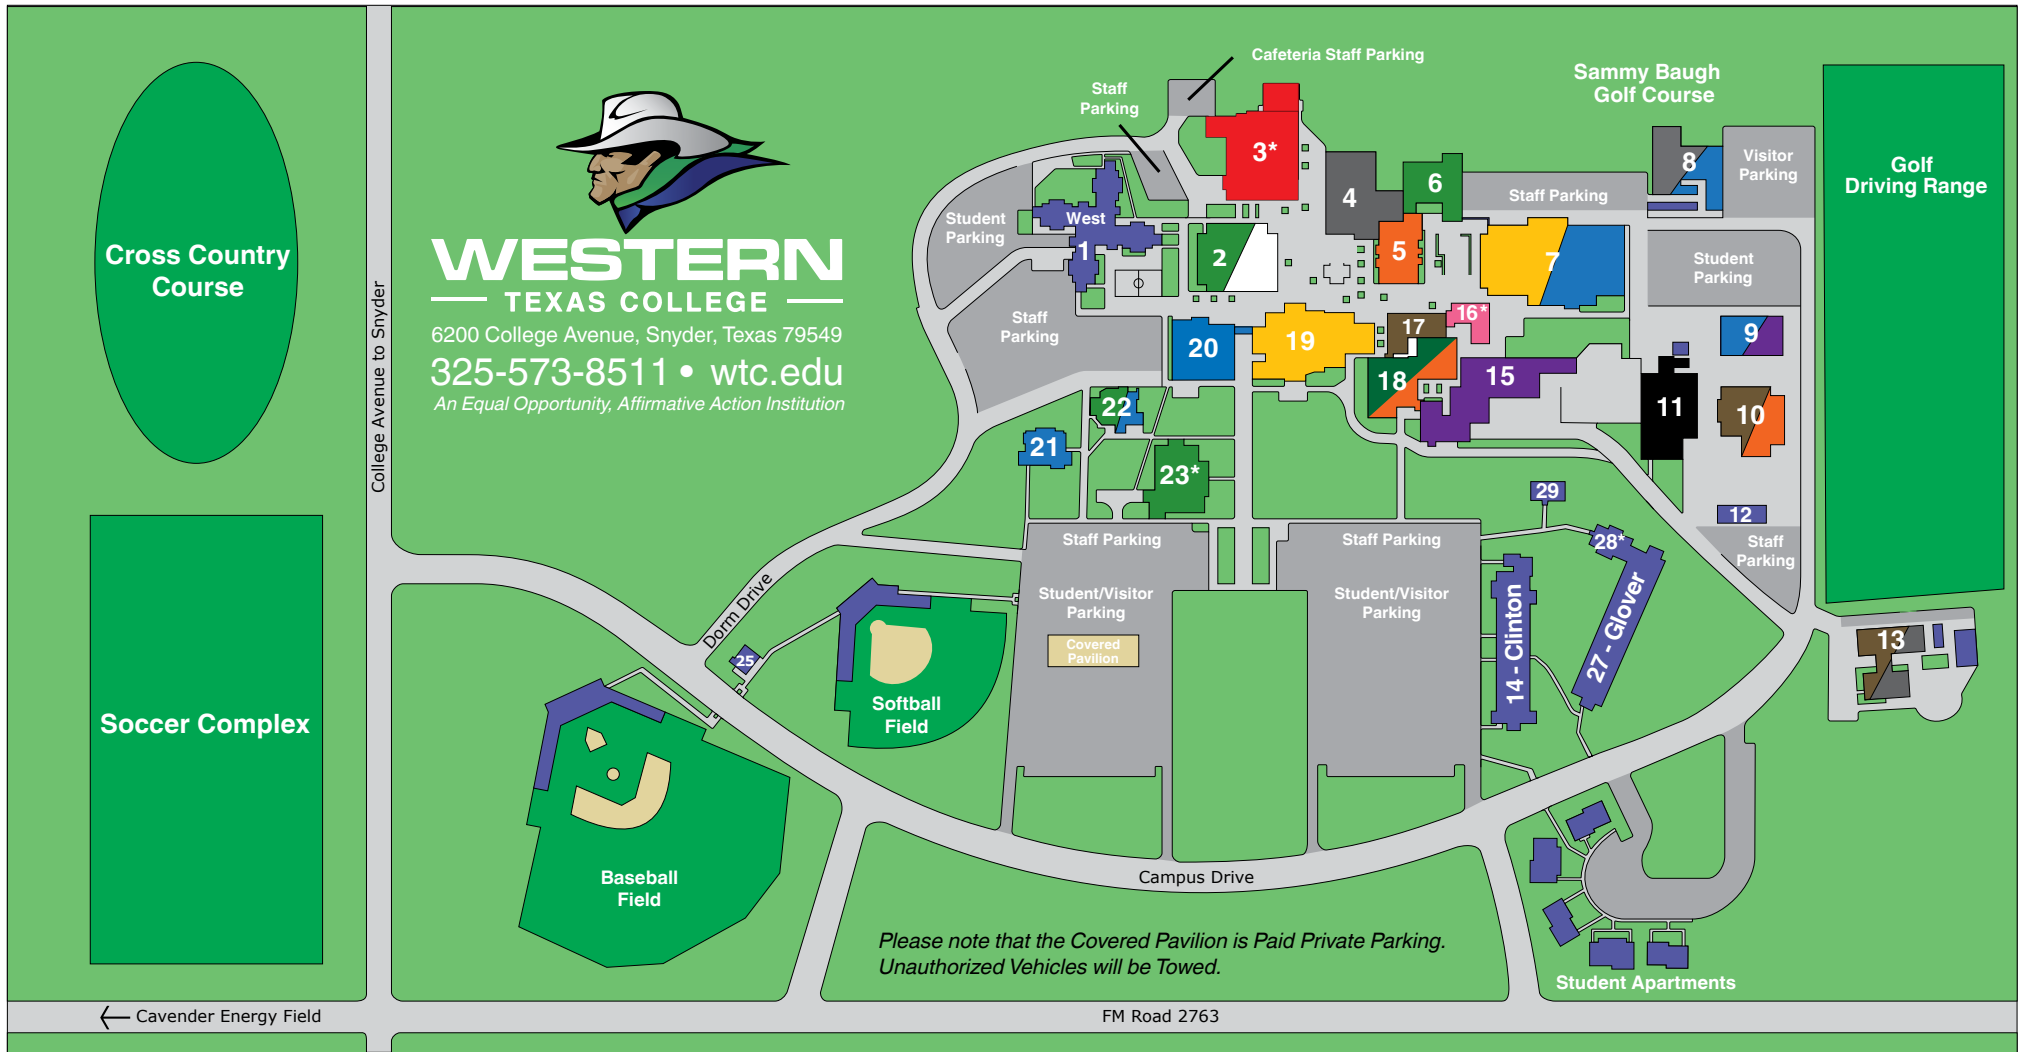 Cafeteria Staff Parking
Staff
Parking
Sammy Baugh
Golf Course
Cross Country
Course
WESTERN
TEXAS COLLEGE
6200 College Avenue, Snyder, Texas 79549
325-573-8511 • wtc.edu
An Equal Opportunity, Affirmative Action Institution
College Avenue to Snyder
Student
Parking
West
1
2
3*
4
5
6
Staff Parking
7
8
Visitor
Parking
Golf
Driving Range
Student
Parking
Staff
Parking
20
19
17
16*
18
15
9
11
10
22
21
23*
29
12
Staff
Parking
28*
Staff Parking
Student/Visitor
Parking
Covered
Pavilion
Staff Parking
Student/Visitor
Parking
14 - Clinton
27 - Glover
13
Dorm Drive
25
Softball
Field
Soccer Complex
Baseball
Field
Campus Drive
Please note that the Covered Pavilion is Paid Private Parking.
Unauthorized Vehicles will be Towed.
Student Apartments
Cavender Energy Field
FM Road 2763